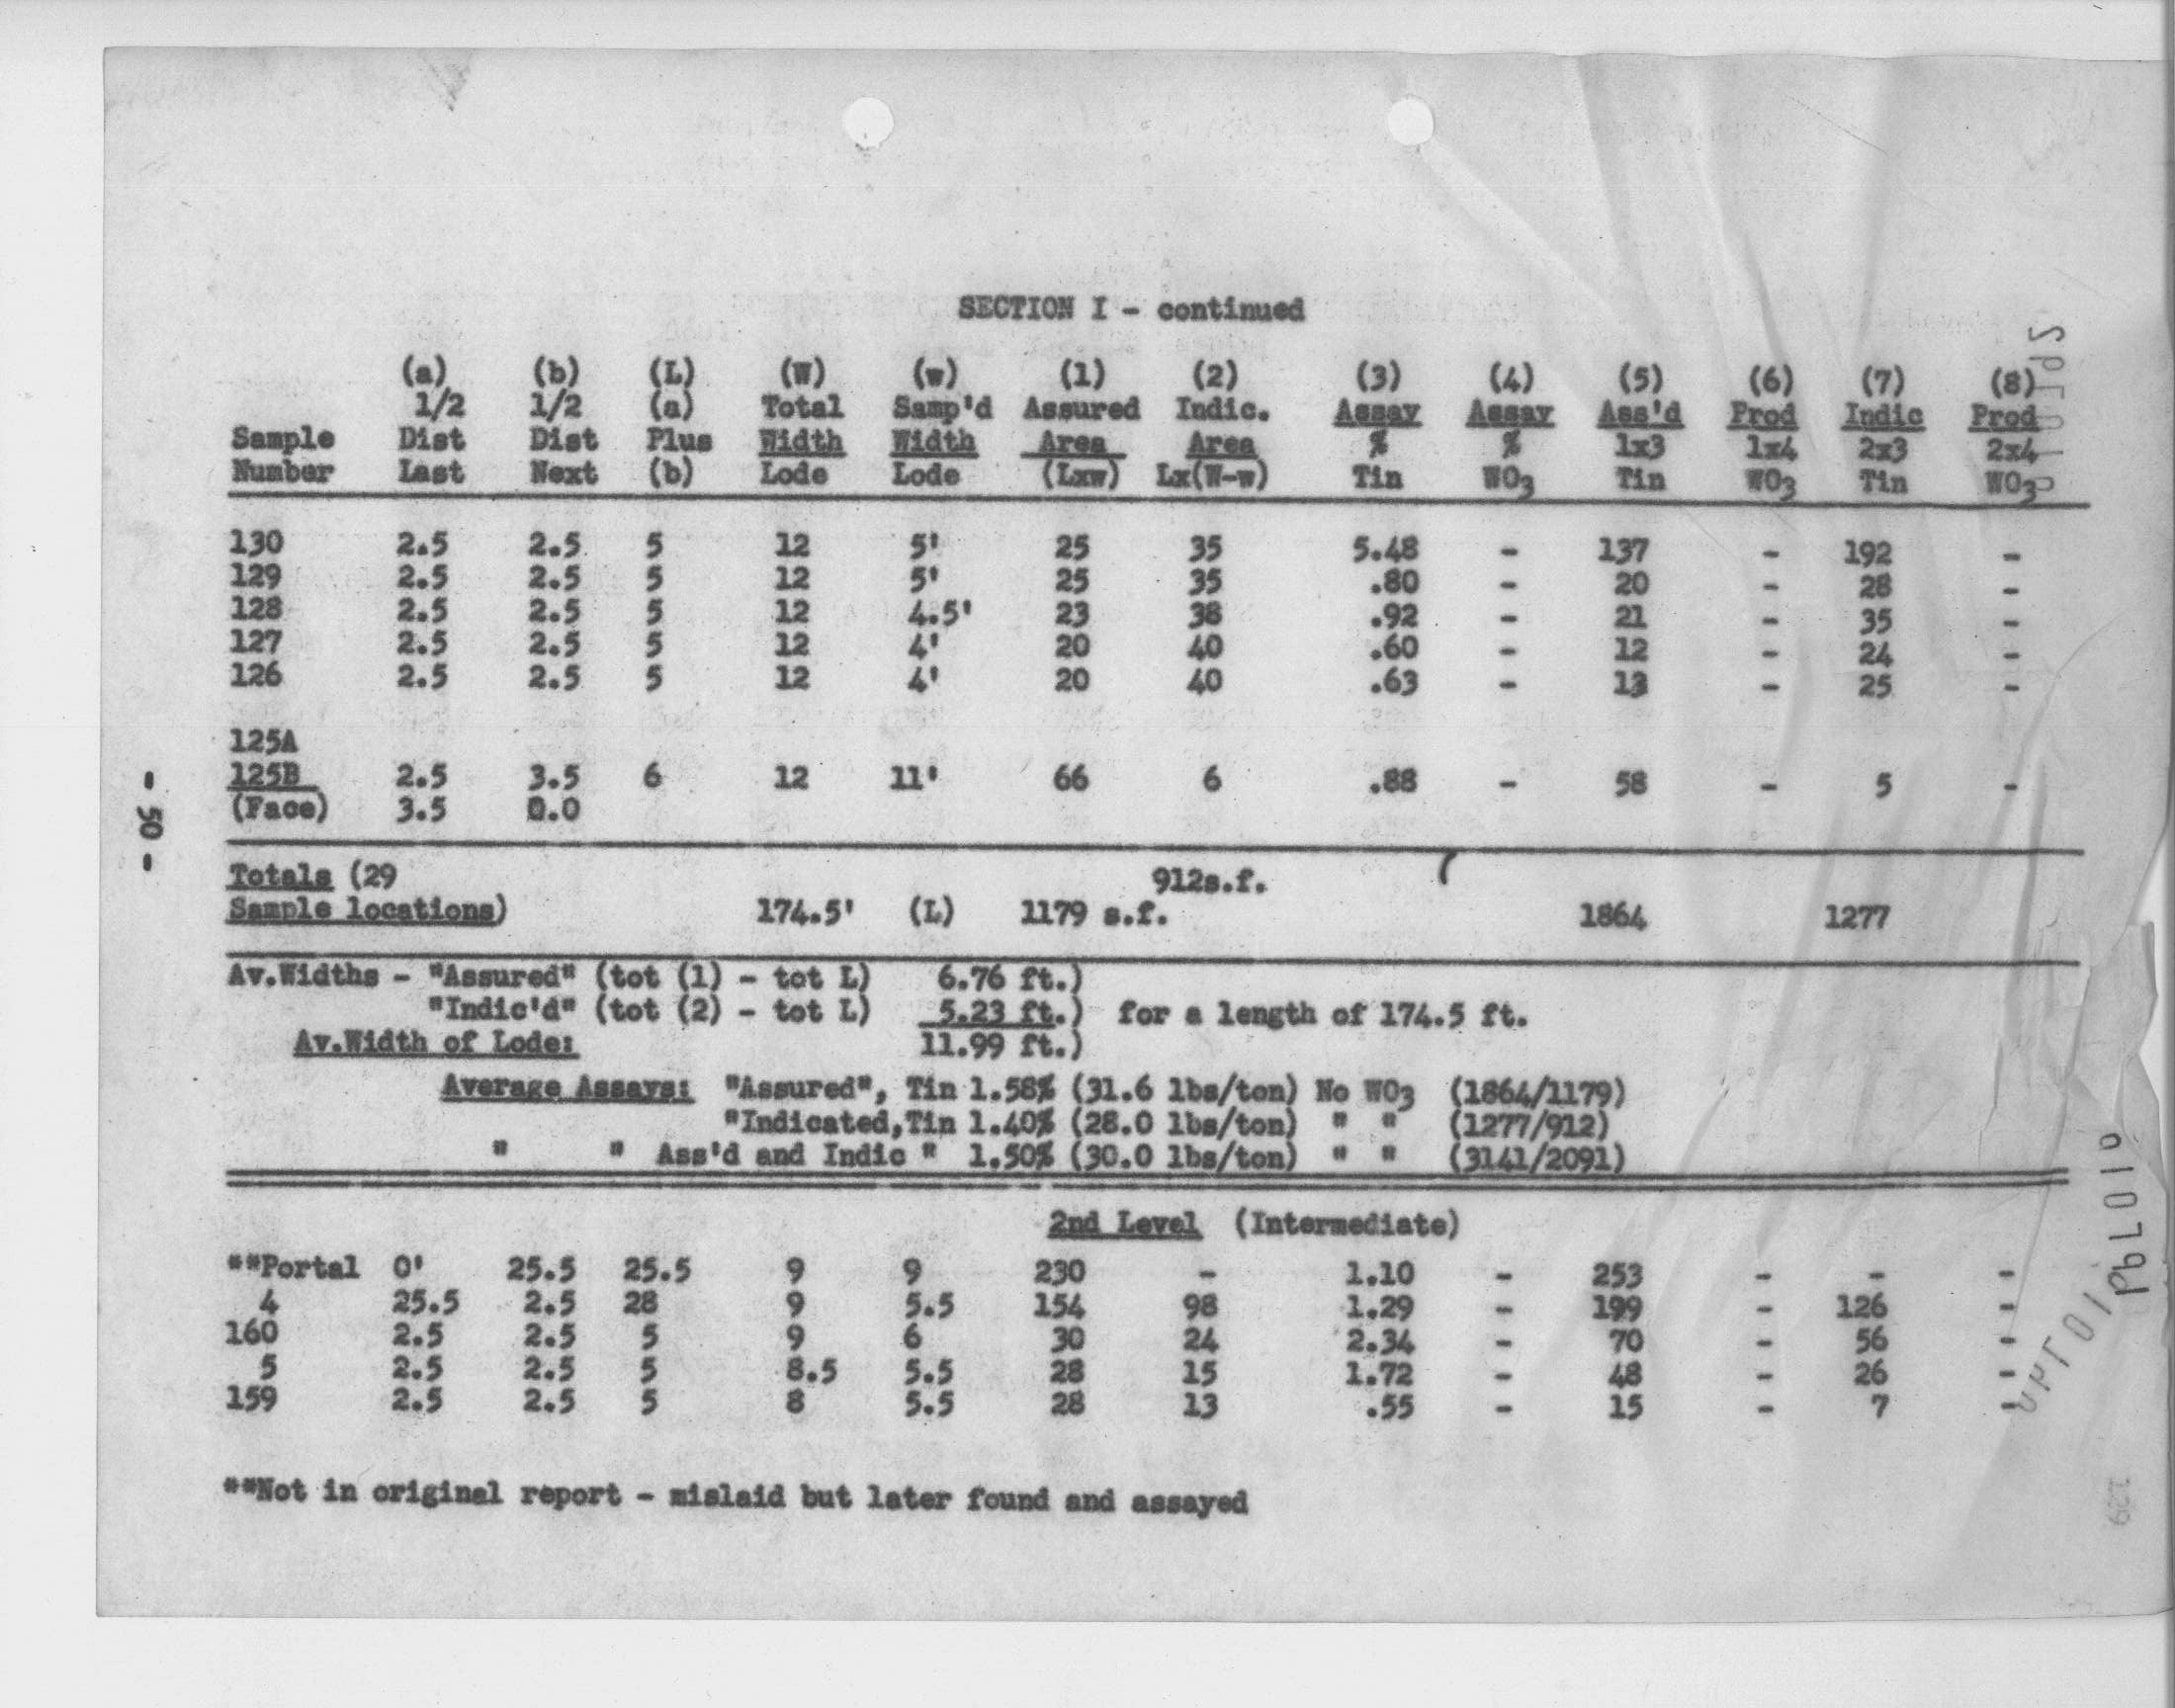 SECTION I - continued
(a) (b) (L) (W) (w) (1) (2) (3) (4) (5) (6) (7) (8)
1/2 1/2 (a) Total Samp'd Assured Indic. Assay Assay Ass'd Prod Indic Prod
Sample Dist Dist Plus Width Width Area Area % % 1x3 1x4 2x3 2x4
Number Last Next (b) Lode Lode (Lxw) Lx(W-w) Tin WO3 Tin WO3 Tin WO3
130 2.5 2.5 5 12 5' 25 35 5.48 - 137 - 192 -
129 2.5 2.5 5 12 5' 25 35 .80 - 20 - 28 -
128 2.5 2.5 5 12 4.5' 23 38 .92 - 21 - 35 -
127 2.5 2.5 5 12 4' 20 40 .60 - 12 - 24 -
126 2.5 2.5 5 12 4' 20 40 .63 - 13 - 25 -
125A
125B 2.5 3.5 6 12 11' 66 6 .88 - 58 - 5 -
(Face) 3.5 0.0
- 50 -
Totals (29 912s.f.
Sample locations) 174.5' (L) 1179 s.f. 1864 1277
Av.Widths - "Assured" (tot (1) - tot L) 6.76 ft.)
"Indic'd" (tot (2) - tot L) 5.23 ft.) for a length of 174.5 ft.
Av.Width of Lode: 11.99 ft.)
Average Assays: "Assured", Tin 1.58% (31.6 lbs/ton) No WO3 (1864/1179)
"Indicated,Tin 1.40% (28.0 lbs/ton) " " (1277/912)
" " Ass'd and Indic " 1.50% (30.0 lbs/ton) " " (3141/2091)
2nd Level (Intermediate)
**Portal 0' 25.5 25.5 9 9 230 - 1.10 - 253 - - -
4 25.5 2.5 28 9 5.5 154 98 1.29 - 199 - 126 -
160 2.5 2.5 5 9 6 30 24 2.34 - 70 - 56 -
5 2.5 2.5 5 8.5 5.5 28 15 1.72 - 48 - 26 -
159 2.5 2.5 5 8 5.5 28 13 .55 - 15 - 7 -
**Not in original report - mislaid but later found and assayed